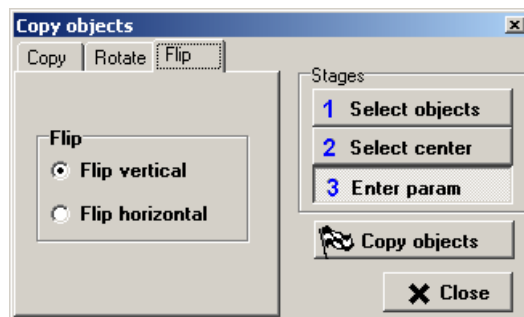 Copy objects
Copy Rotate Flip
Flip
Flip vertical
Flip horizontal
Stages
1 Select objects
2 Select center
3 Enter param
Copy objects
Close